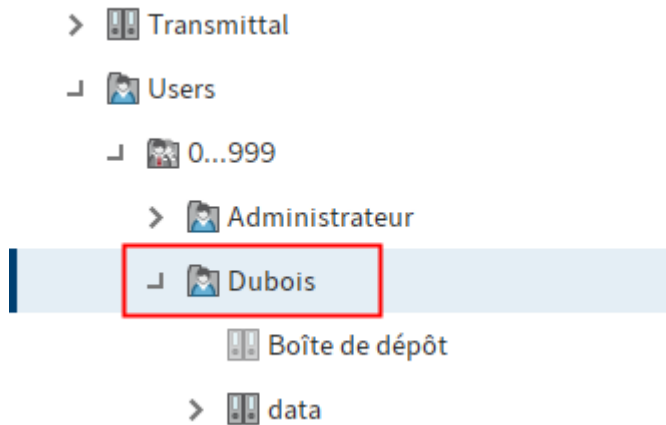 Transmittal
Users
0...999
Administrateur
Dubois
Boîte de dépôt
data